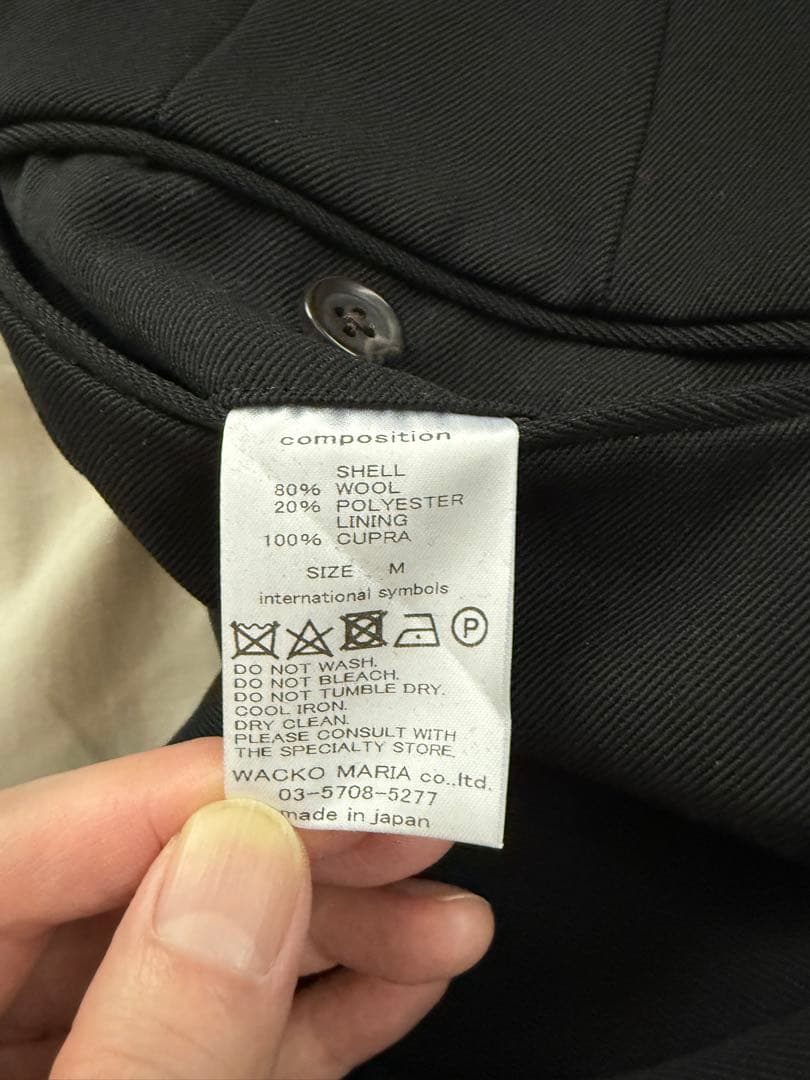 composition
SHELL
80% WOOL
20% POLYESTER
LINING
100% CUPRA
SIZE M
international symbols
P
DO NOT WASH.
DO NOT BLEACH.
DO NOT TUMBLE DRY.
COOL IRON.
DRY CLEAN.
PLEASE CONSULT WITH
THE SPECIALTY STORE.
WACKO MARIA co.,ltd.
03-5708-5277
made in japan